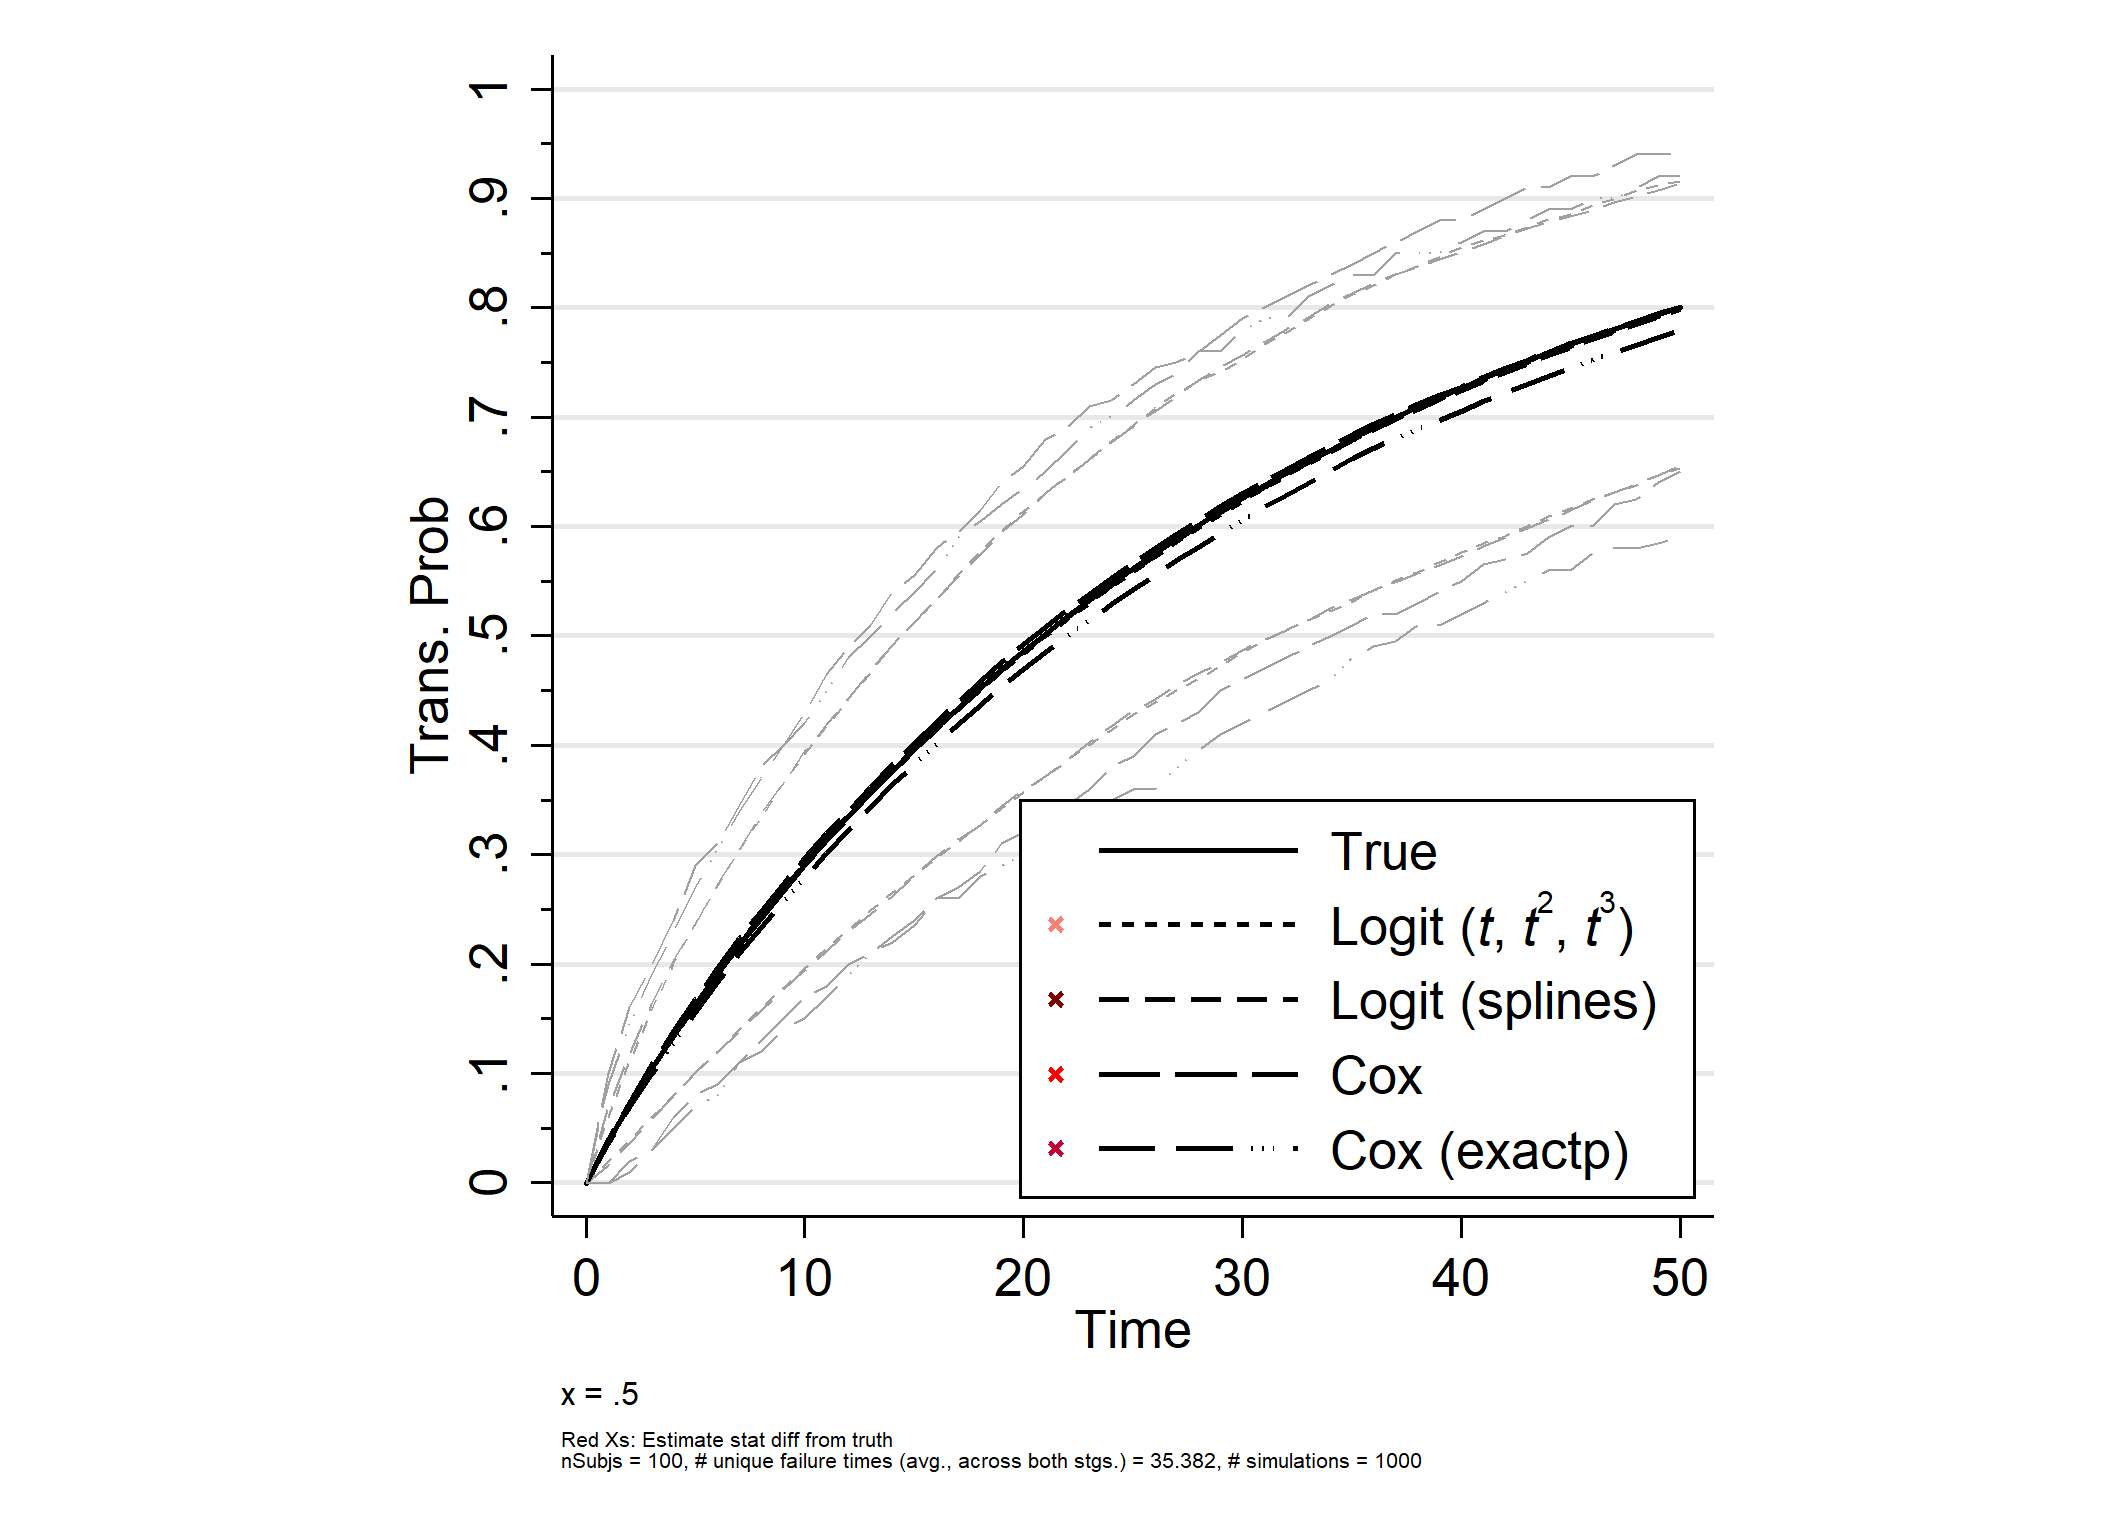 1
.9
.8
.7
.6
.5
.4
.3
.2
.1
0
Trans. Prob
True
Logit (t, t², t³)
Logit (splines)
Cox
Cox (exactp)
0 10 20 30 40 50
Time
x = .5
Red Xs: Estimate stat diff from truth
nSubjs = 100, # unique failure times (avg., across both stgs.) = 35.382, # simulations = 1000